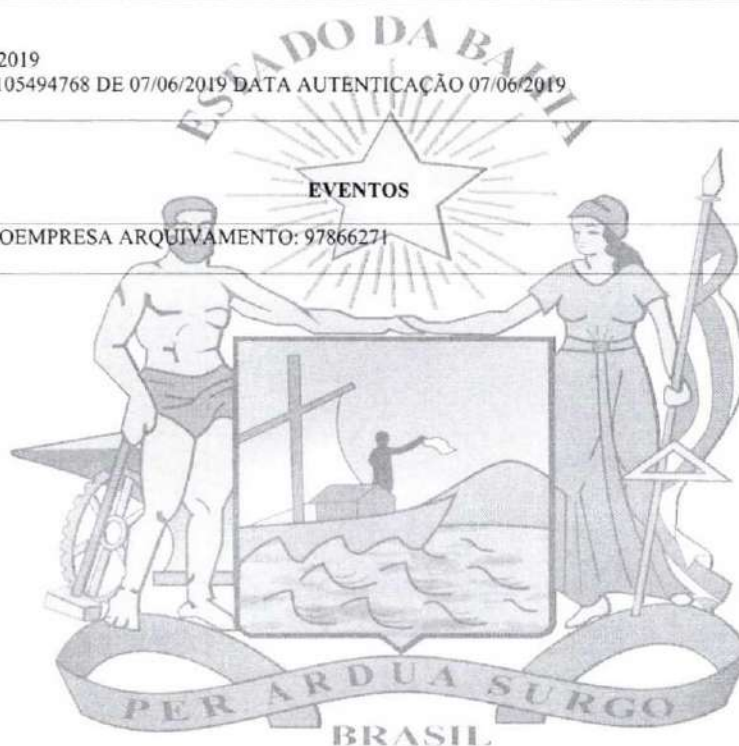 2019
105494768 DE 07/06/2019 DATA AUTENTICAÇÃO 07/06/2019
ESTADO DA BAHIA
EVENTOS
OEMPRESA ARQUIVAMENTO: 97866271
PER ARDUA SURGO
BRASIL